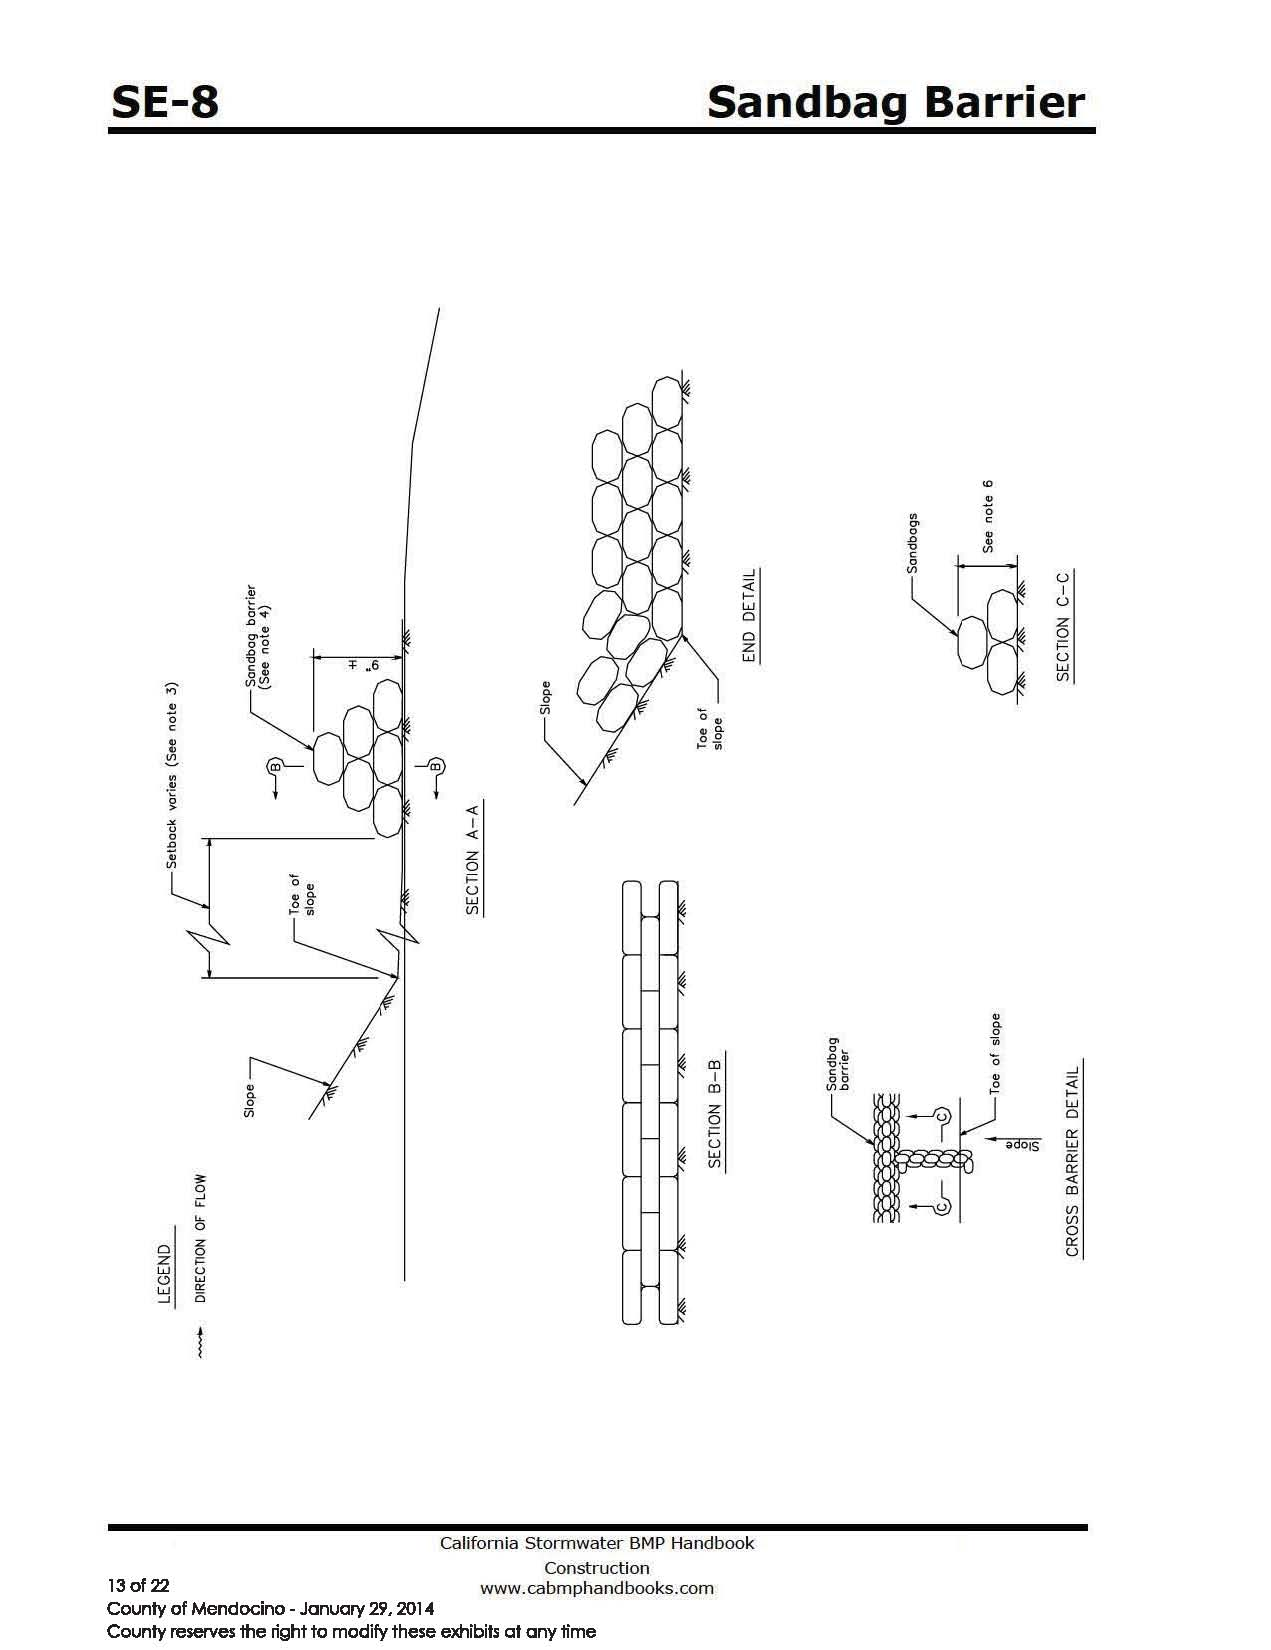 SE-8
Sandbag Barrier
LEGEND
DIRECTION OF FLOW
Setback varies (See note 3)
Sandbag barrier
(See note 4)
9" ±
B
B
Toe of
slope
Slope
SECTION A-A
Slope
Toe of
slope
END DETAIL
SECTION B-B
Sandbag
barrier
C
C
Toe of slope
Slope
CROSS BARRIER DETAIL
Sandbags
See note 6
SECTION C-C
California Stormwater BMP Handbook
Construction
www.cabmphandbooks.com
13 of 22
County of Mendocino - January 29, 2014
County reserves the right to modify these exhibits at any time